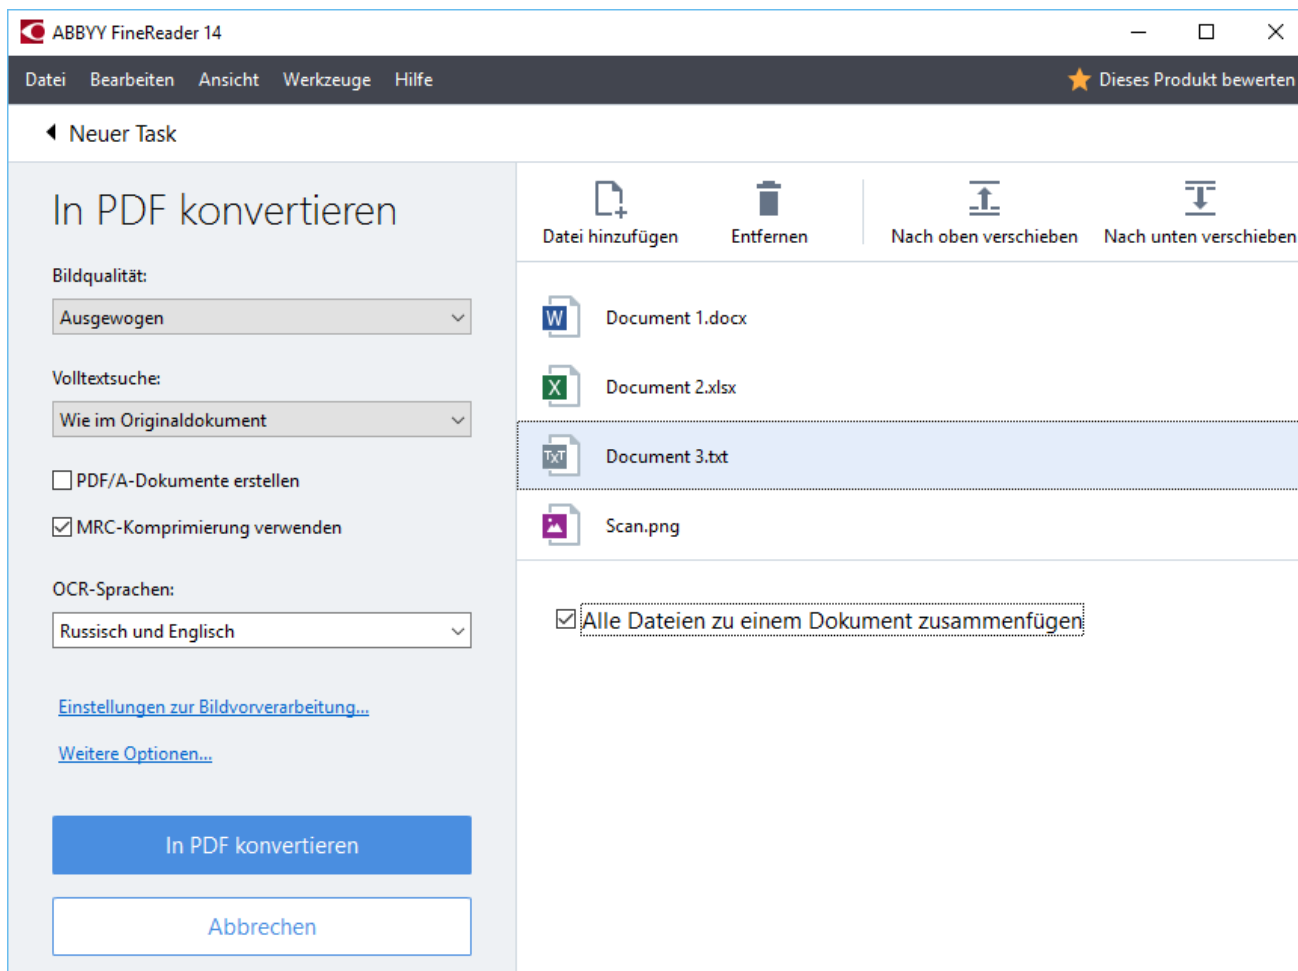 ABBYY FineReader 14
Datei Bearbeiten Ansicht Werkzeuge Hilfe Dieses Produkt bewerten
Neuer Task
In PDF konvertieren
Bildqualität:
Ausgewogen
Volltextsuche:
Wie im Originaldokument
PDF/A-Dokumente erstellen
MRC-Komprimierung verwenden
OCR-Sprachen:
Russisch und Englisch
Einstellungen zur Bildvorverarbeitung...
Weitere Optionen...
In PDF konvertieren
Abbrechen
Datei hinzufügen Entfernen Nach oben verschieben Nach unten verschieben
W Document 1.docx
X Document 2.xlsx
TXT Document 3.txt
Scan.png
Alle Dateien zu einem Dokument zusammenfügen